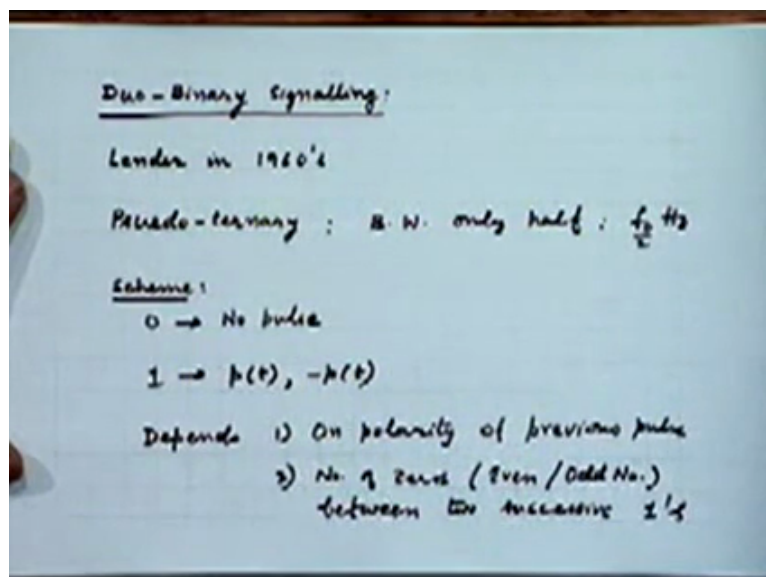 Duo-Binary Signalling:
Lender in 1960's
Pseudo-ternary : B.W. only half : f_b/2 Hz
Scheme:
0 → No pulse
1 → p(t), -p(t)
Depends 1) On polarity of previous pulse
2) No. of zeros (Even/Odd No.)
between two successive 1's